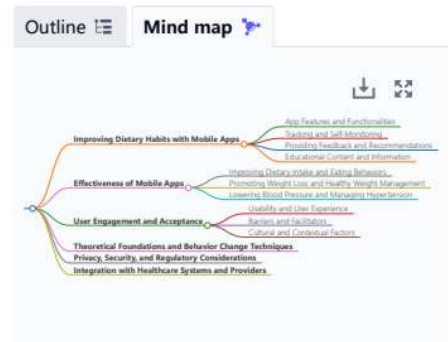 Outline
Mind map
Improving Dietary Habits with Mobile Apps
App Features and Functionalities
Tracking and Self-Monitoring
Providing Feedback and Recommendations
Educational Content and Information
Effectiveness of Mobile Apps
Improving Dietary Intake and Eating Behaviors
Promoting Weight Loss and Healthy Weight Management
Lowering Blood Pressure and Managing Hypertension
User Engagement and Acceptance
Usability and User Experience
Barriers and Facilitators
Cultural and Contextual Factors
Theoretical Foundations and Behavior Change Techniques
Privacy, Security, and Regulatory Considerations
Integration with Healthcare Systems and Providers